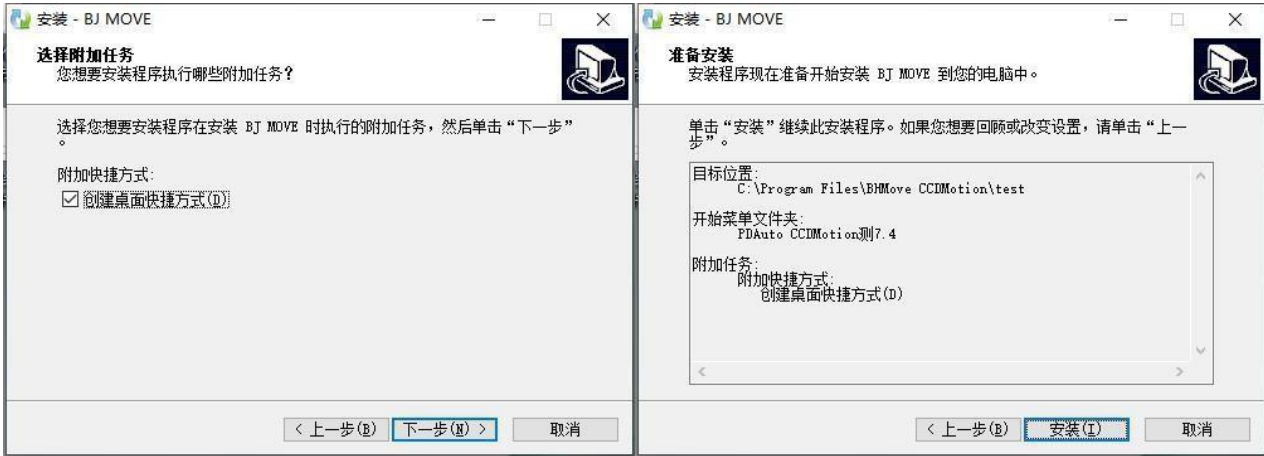 安装 - BJ MOVE
选择附加任务
您想要安装程序执行哪些附加任务?
选择您想要安装程序在安装 BJ MOVE 时执行的附加任务，然后单击“下一步”
。
附加快捷方式:
创建桌面快捷方式(D)
< 上一步(B)
下一步(N) >
取消
安装 - BJ MOVE
准备安装
安装程序现在准备开始安装 BJ MOVE 到您的电脑中。
单击“安装”继续此安装程序。如果您想要回顾或改变设置，请单击“上一
步”。
目标位置:
C:\Program Files\BHMove CCDMotion\test
开始菜单文件夹:
PDAuto CCDMotion测7.4
附加任务:
附加快捷方式:
创建桌面快捷方式(D)
< 上一步(B)
安装(I)
取消